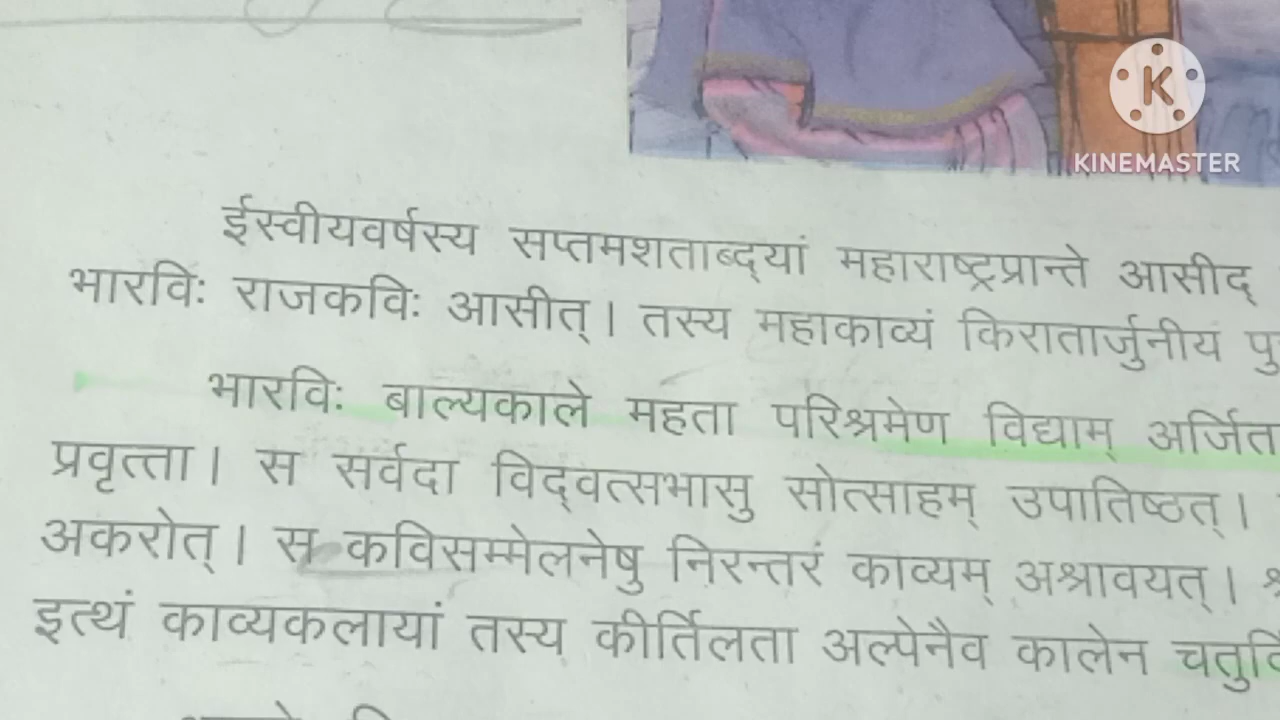 K
KINEMASTER
ईस्वीयवर्षस्य सप्तमशताब्द्यां महाराष्ट्रप्रान्ते आसीद्
भारविः राजकविः आसीत्। तस्य महाकाव्यं किरातार्जुनीयं
भारविः बाल्यकाले महता परिश्रमेण विद्याम्
प्रवृत्ता। स सर्वदा विद्वत्सभासु सोत्साहम् उपातिष्ठत्।
अकरोत्। स कविसम्मेलनेषु निरन्तरं काव्यम् अश्रावयत्।
इत्थं काव्यकलायां तस्य कीर्तिलता अल्पेनैव कालेन